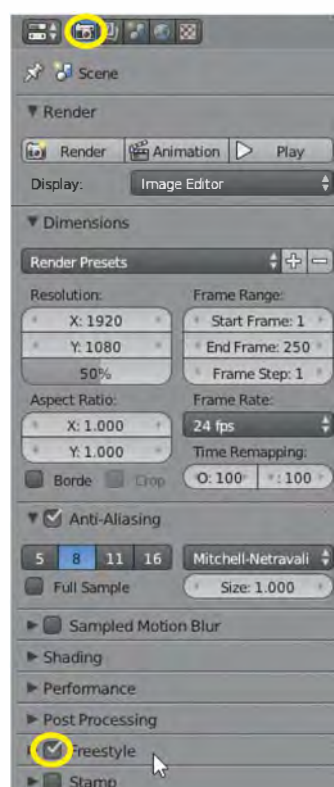 Scene
Render
Render Animation Play
Display: Image Editor
Dimensions
Render Presets
Resolution: Frame Range:
X: 1920 Start Frame: 1
Y: 1080 End Frame: 250
50% Frame Step: 1
Aspect Ratio: Frame Rate:
X: 1.000 24 fps
Y: 1.000 Time Remapping:
Borde Crop O: 100 : 100
Anti-Aliasing
5 8 11 16 Mitchell-Netravali
Full Sample Size: 1.000
Sampled Motion Blur
Shading
Performance
Post Processing
Freestyle
Stamp